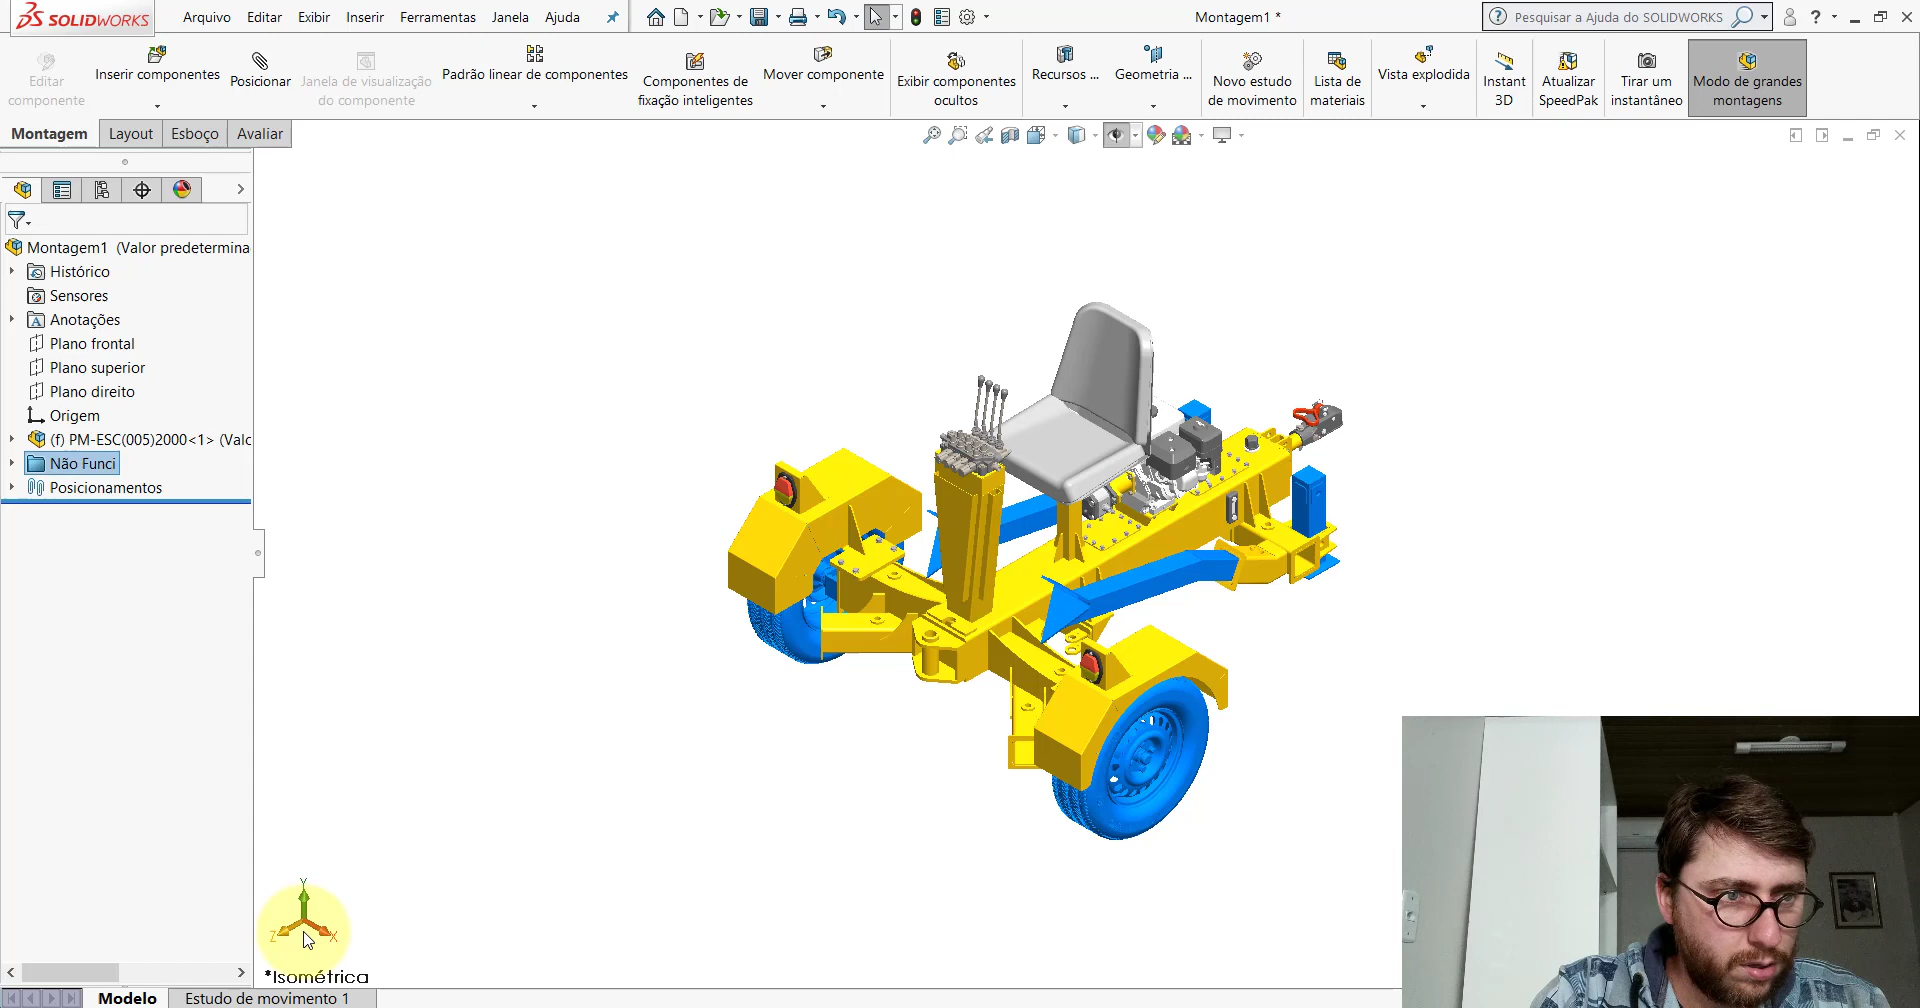 SOLIDWORKS
Arquivo Editar Exibir Inserir Ferramentas Janela Ajuda
Montagem1 *
Pesquisar a Ajuda do SOLIDWORKS
?
Editar
componente
Inserir componentes
Posicionar
Janela de visualização
do componente
Padrão linear de componentes
Componentes de
fixação inteligentes
Mover componente
Exibir componentes
ocultos
Recursos ...
Geometria ...
Novo estudo
de movimento
Lista de
materiais
Vista explodida
Instant
3D
Atualizar
SpeedPak
Tirar um
instantâneo
Modo de grandes
montagens
Montagem Layout Esboço Avaliar
Montagem1 (Valor predetermina
Histórico
Sensores
Anotações
Plano frontal
Plano superior
Plano direito
Origem
(f) PM-ESC(005)2000<1> (Valc
Não Funci
Posicionamentos
Y
Z X
*Isométrica
Modelo Estudo de movimento 1